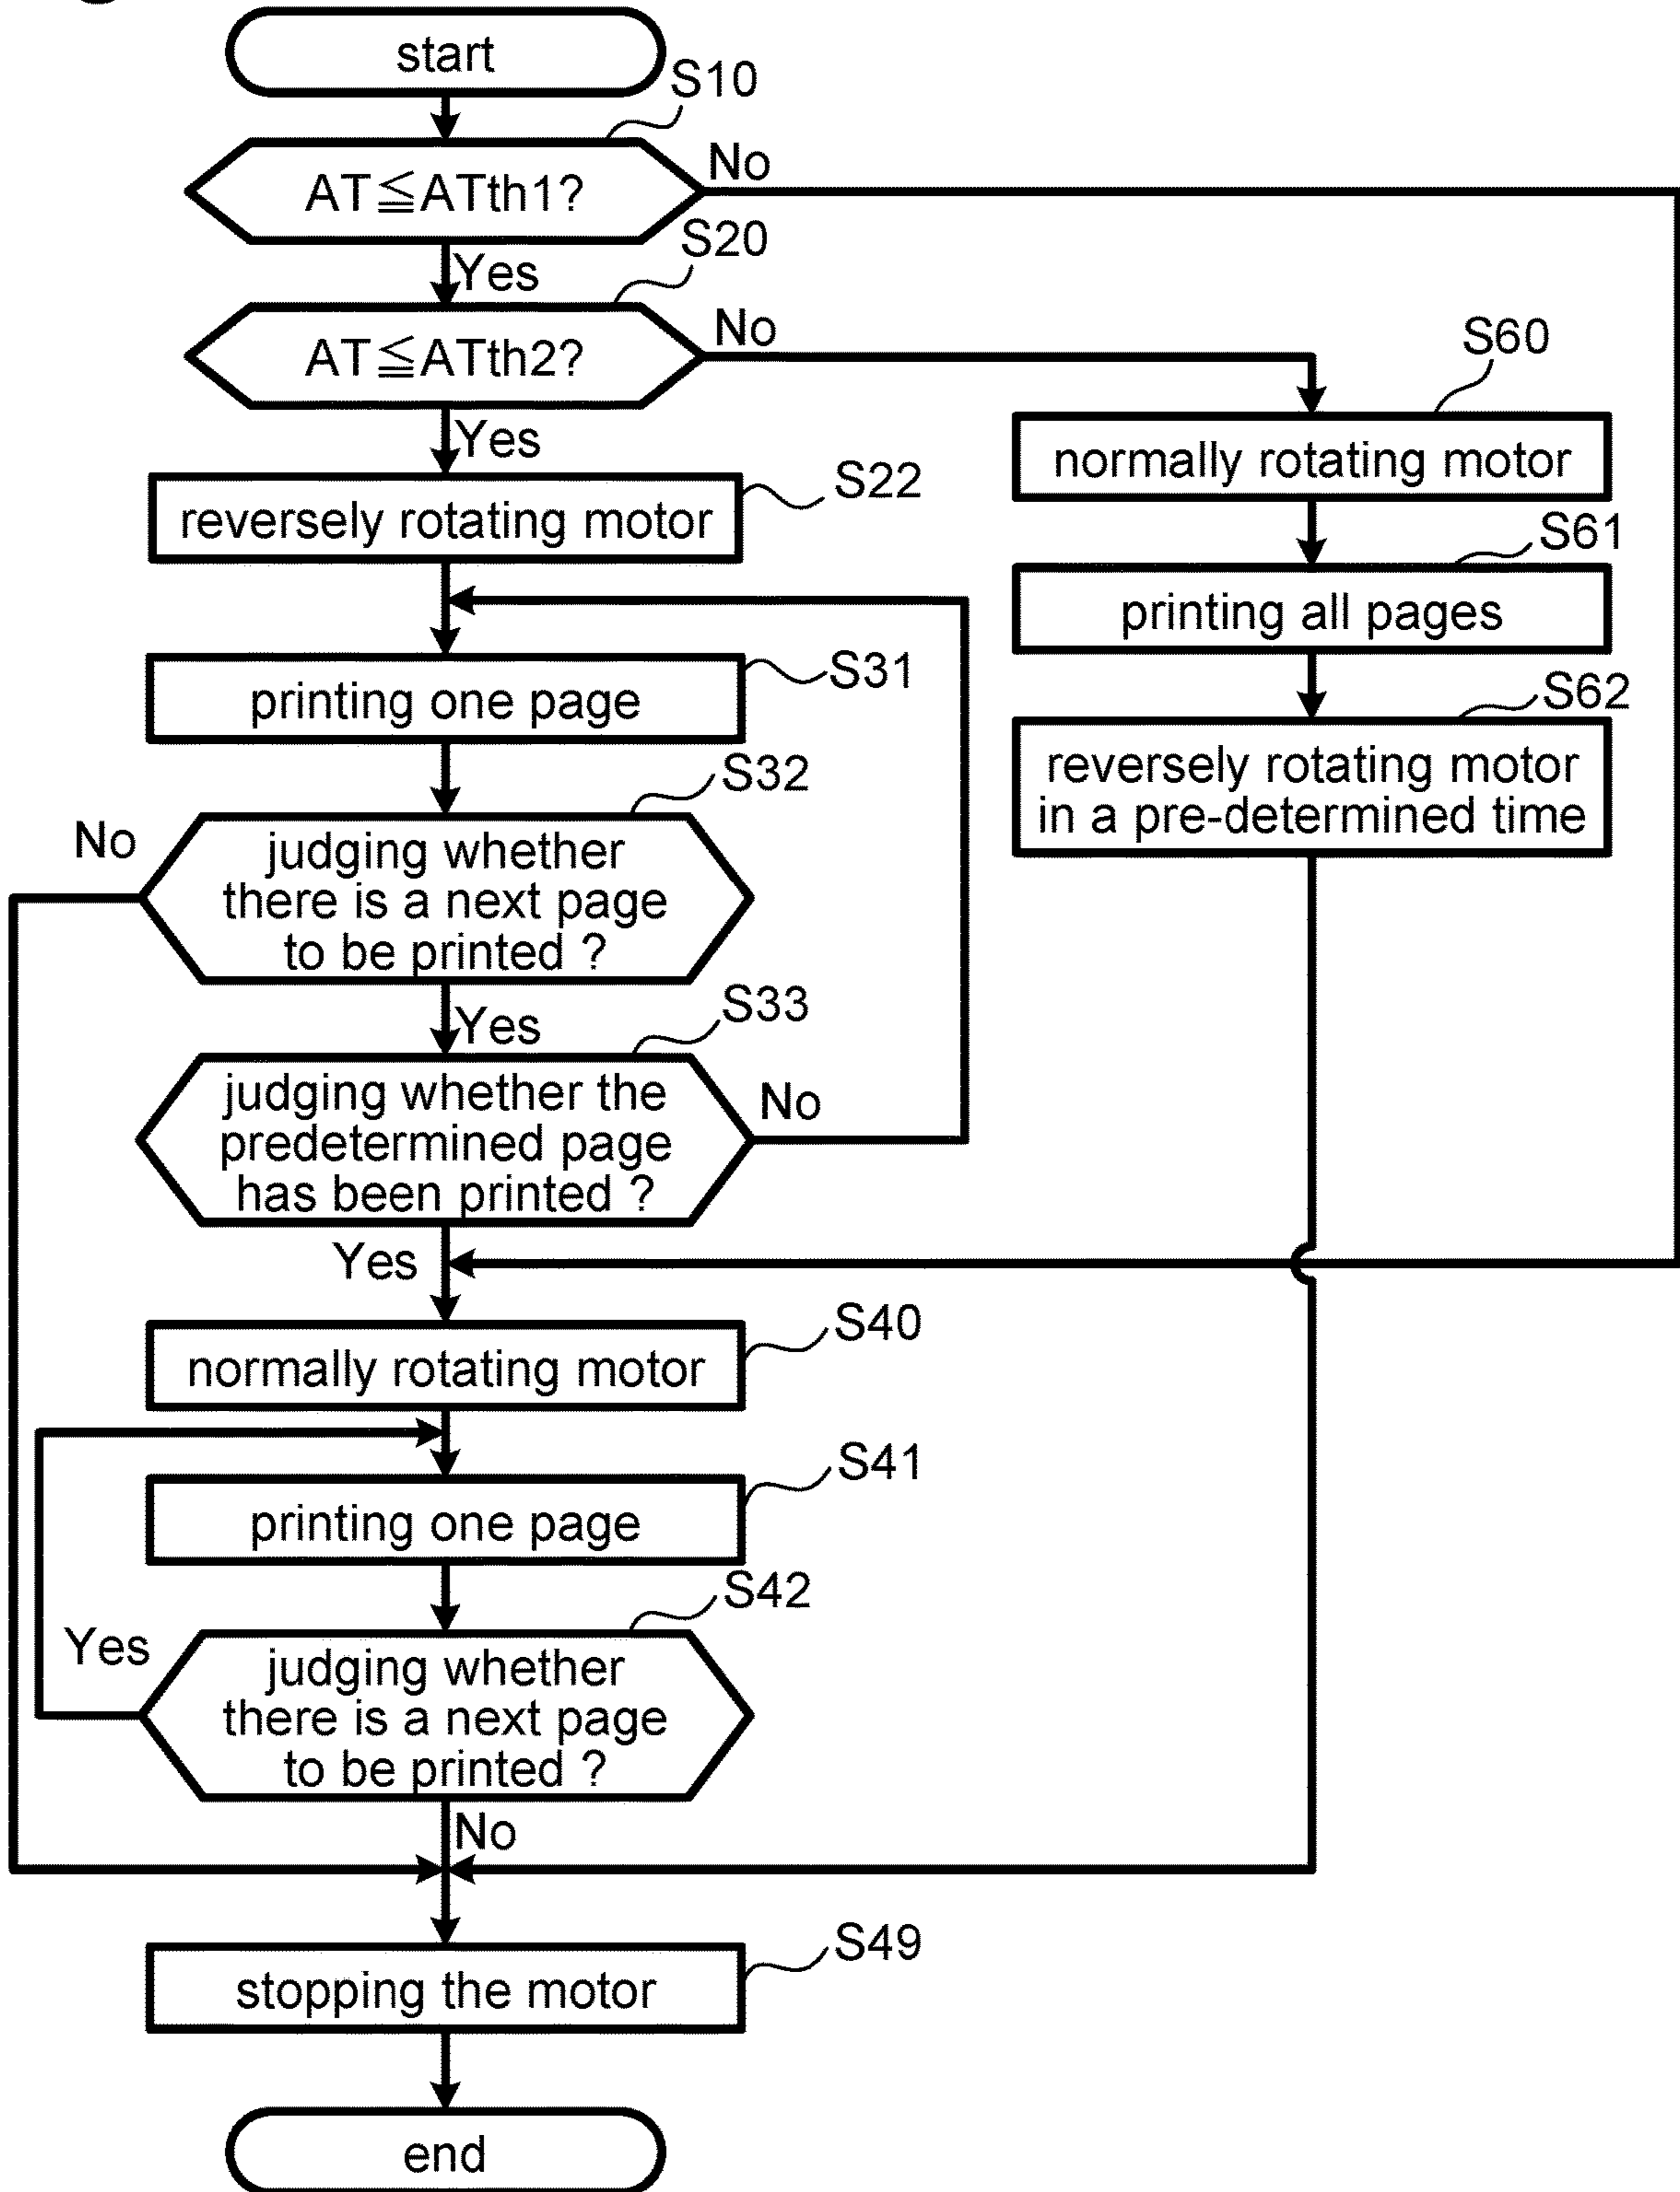 start
S10
AT≦ATth1?
No
Yes
S20
AT≦ATth2?
No
Yes
S60
normally rotating motor
S61
printing all pages
S62
reversely rotating motor
in a pre-determined time
S22
reversely rotating motor
S31
printing one page
S32
judging whether
there is a next page
to be printed ?
No
Yes
S33
judging whether the
predetermined page
has been printed ?
No
Yes
S40
normally rotating motor
S41
printing one page
S42
judging whether
there is a next page
to be printed ?
Yes
No
S49
stopping the motor
end